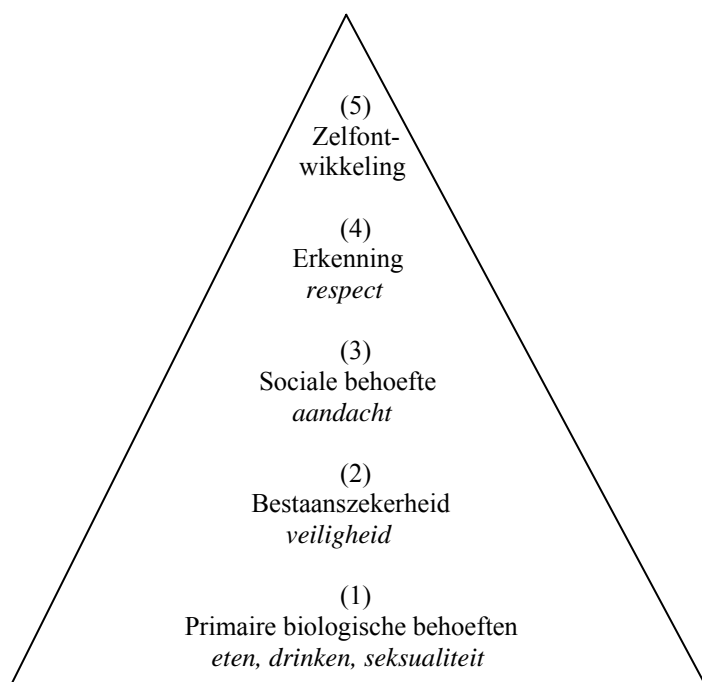 (5)
Zelfont-
wikkeling
(4)
Erkenning
respect
(3)
Sociale behoefte
aandacht
(2)
Bestaanszekerheid
veiligheid
(1)
Primaire biologische behoeften
eten, drinken, seksualiteit